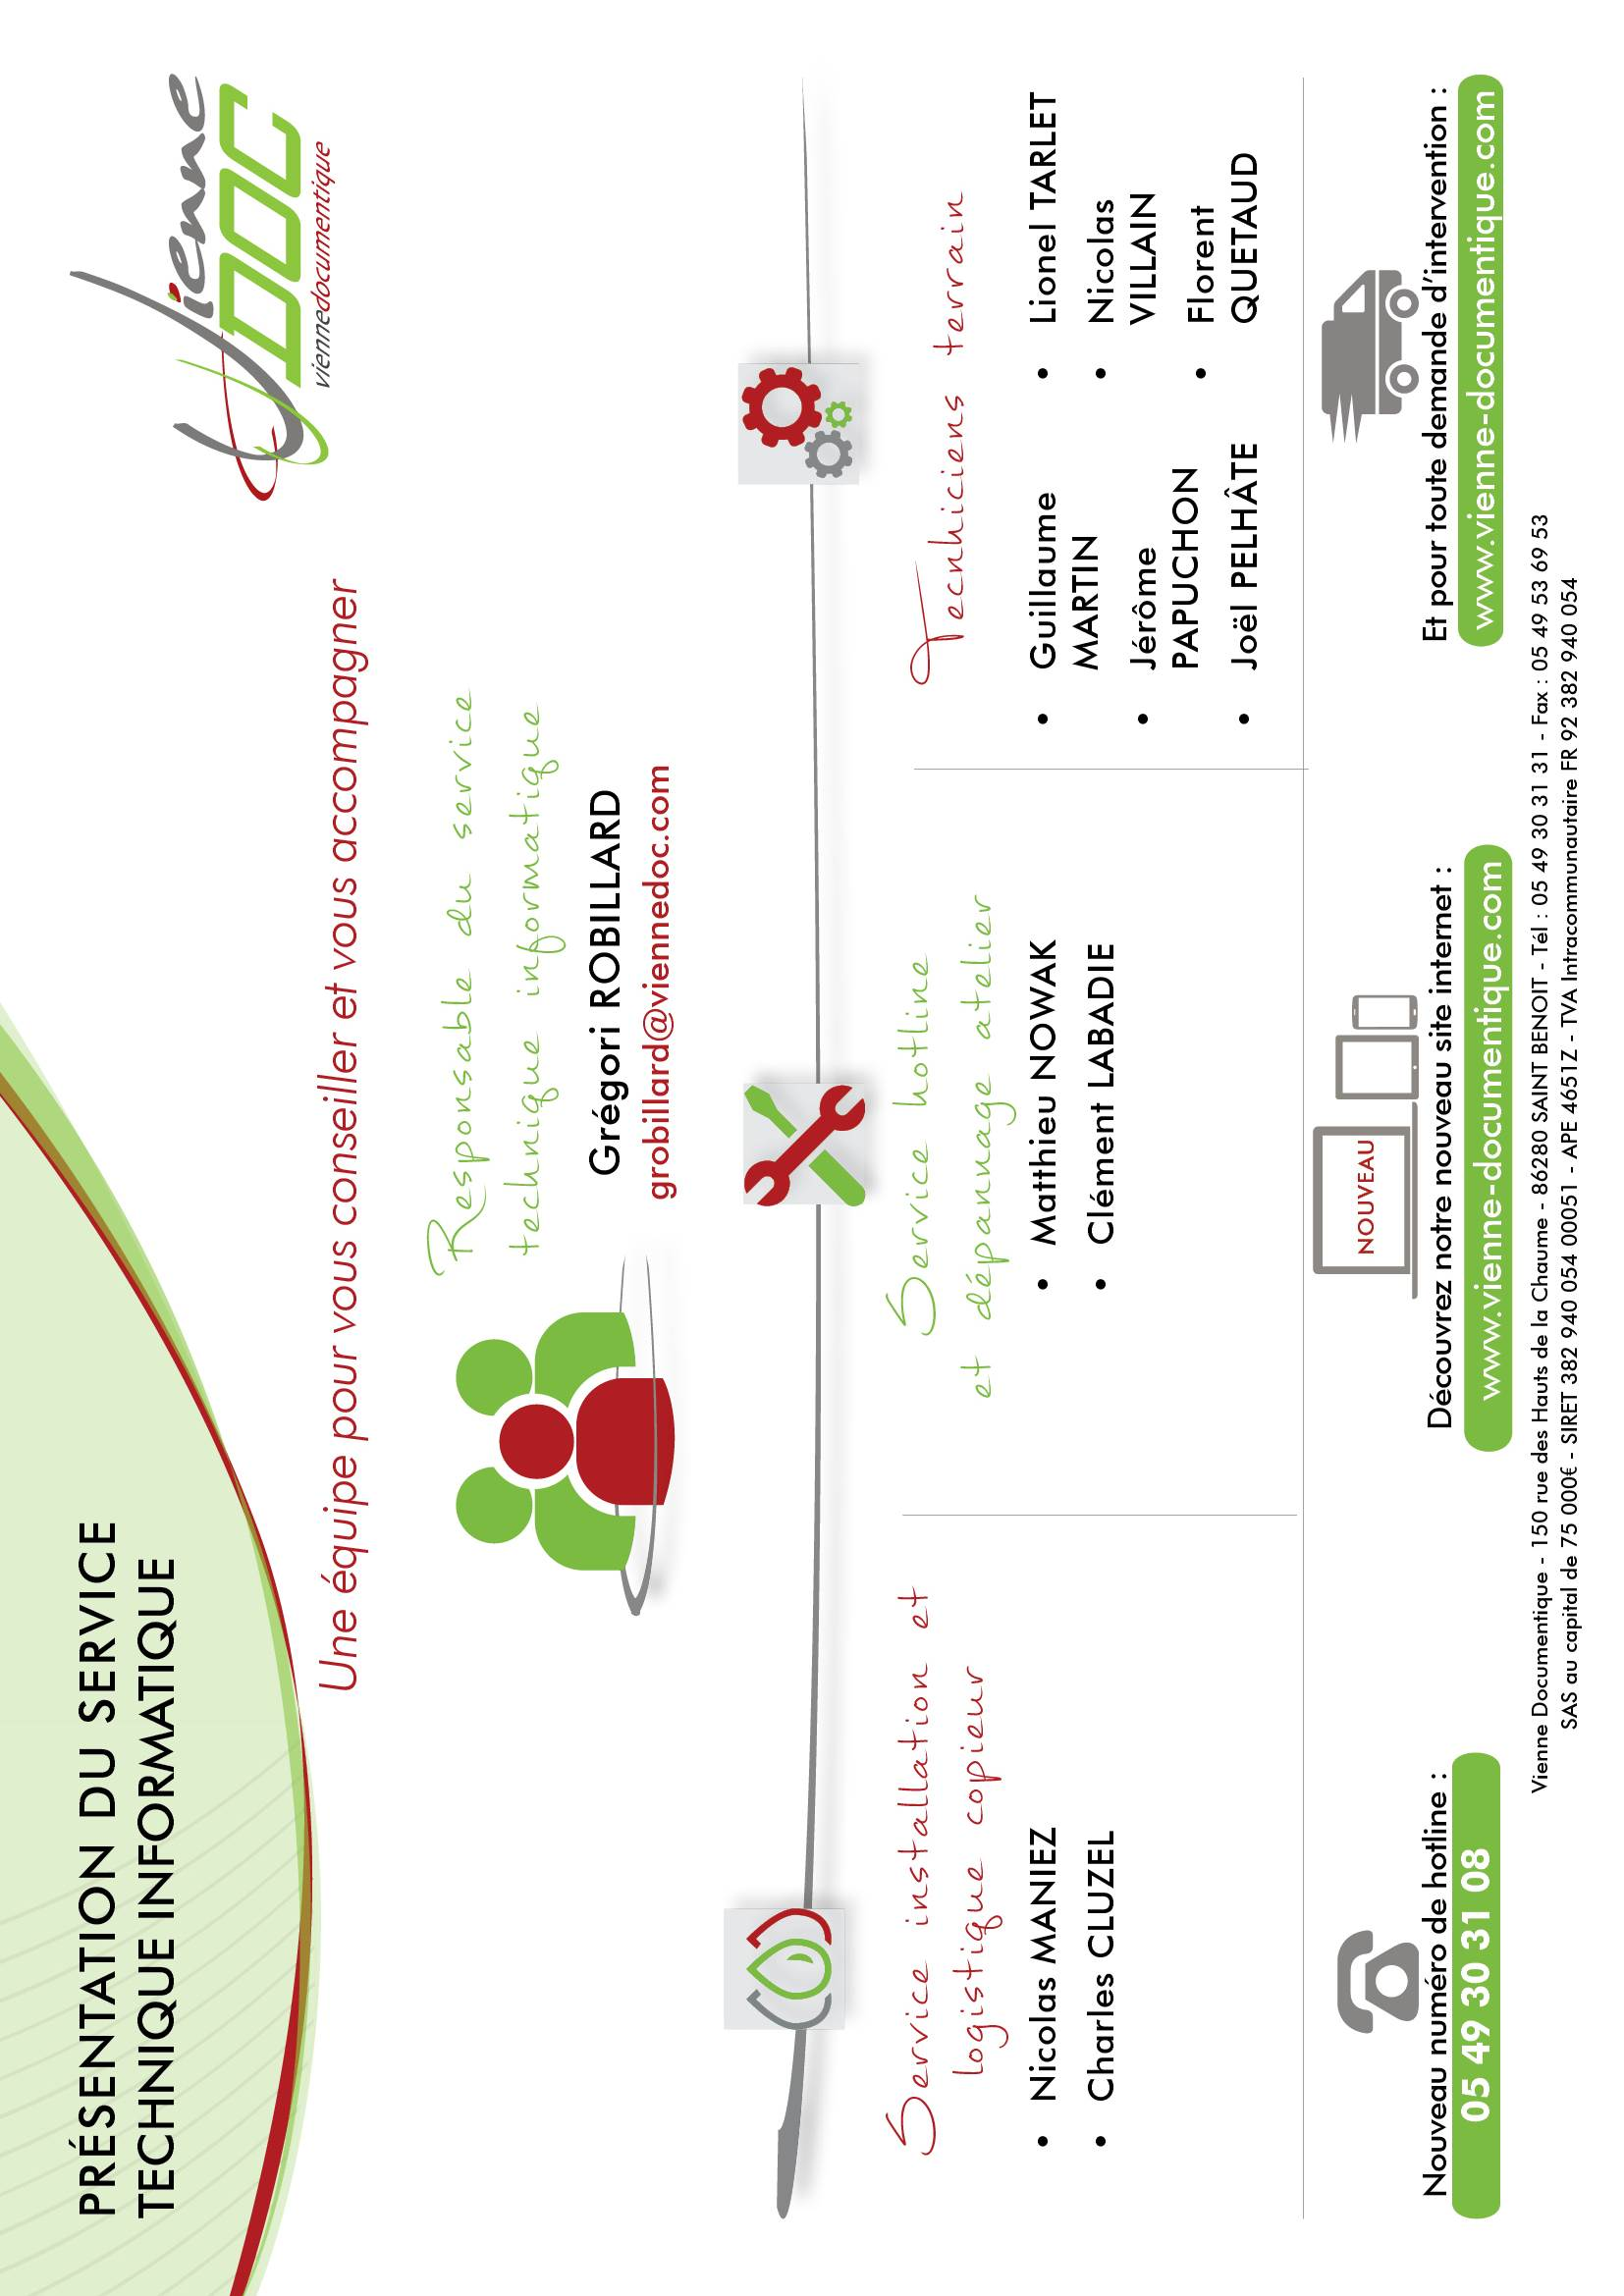 PRÉSENTATION DU SERVICE
TECHNIQUE INFORMATIQUE
Vienne
DOC
viennedocumentique
Une équipe pour vous conseiller et vous accompagner
Responsable du service
technique informatique
Grégori ROBILLARD
grobillard@viennedoc.com
Service installation et
logistique copieur
• Nicolas MANIEZ
• Charles CLUZEL
Service hotline
et dépannage atelier
• Matthieu NOWAK
• Clément LABADIE
Tecnhiciens terrain
• Guillaume
MARTIN
• Jérôme
PAPUCHON
• Joël PELHÂTE
• Lionel TARLET
• Nicolas
VILLAIN
• Florent
QUETAUD
Nouveau numéro de hotline :
05 49 30 31 08
NOUVEAU
Découvrez notre nouveau site internet :
www.vienne-documentique.com
Et pour toute demande d'intervention :
www.vienne-documentique.com
Vienne Documentique - 150 rue des Hauts de la Chaume - 86280 SAINT BENOIT - Tél : 05 49 30 31 31 - Fax : 05 49 53 69 53
SAS au capital de 75 000€ - SIRET 382 940 054 00051 - APE 4651Z - TVA Intracommunautaire FR 92 382 940 054